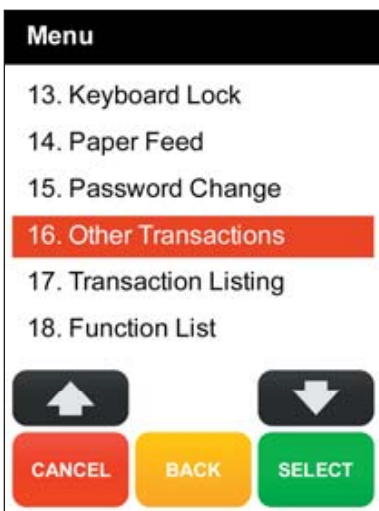 Menu
13. Keyboard Lock
14. Paper Feed
15. Password Change
16. Other Transactions
17. Transaction Listing
18. Function List
CANCEL BACK SELECT